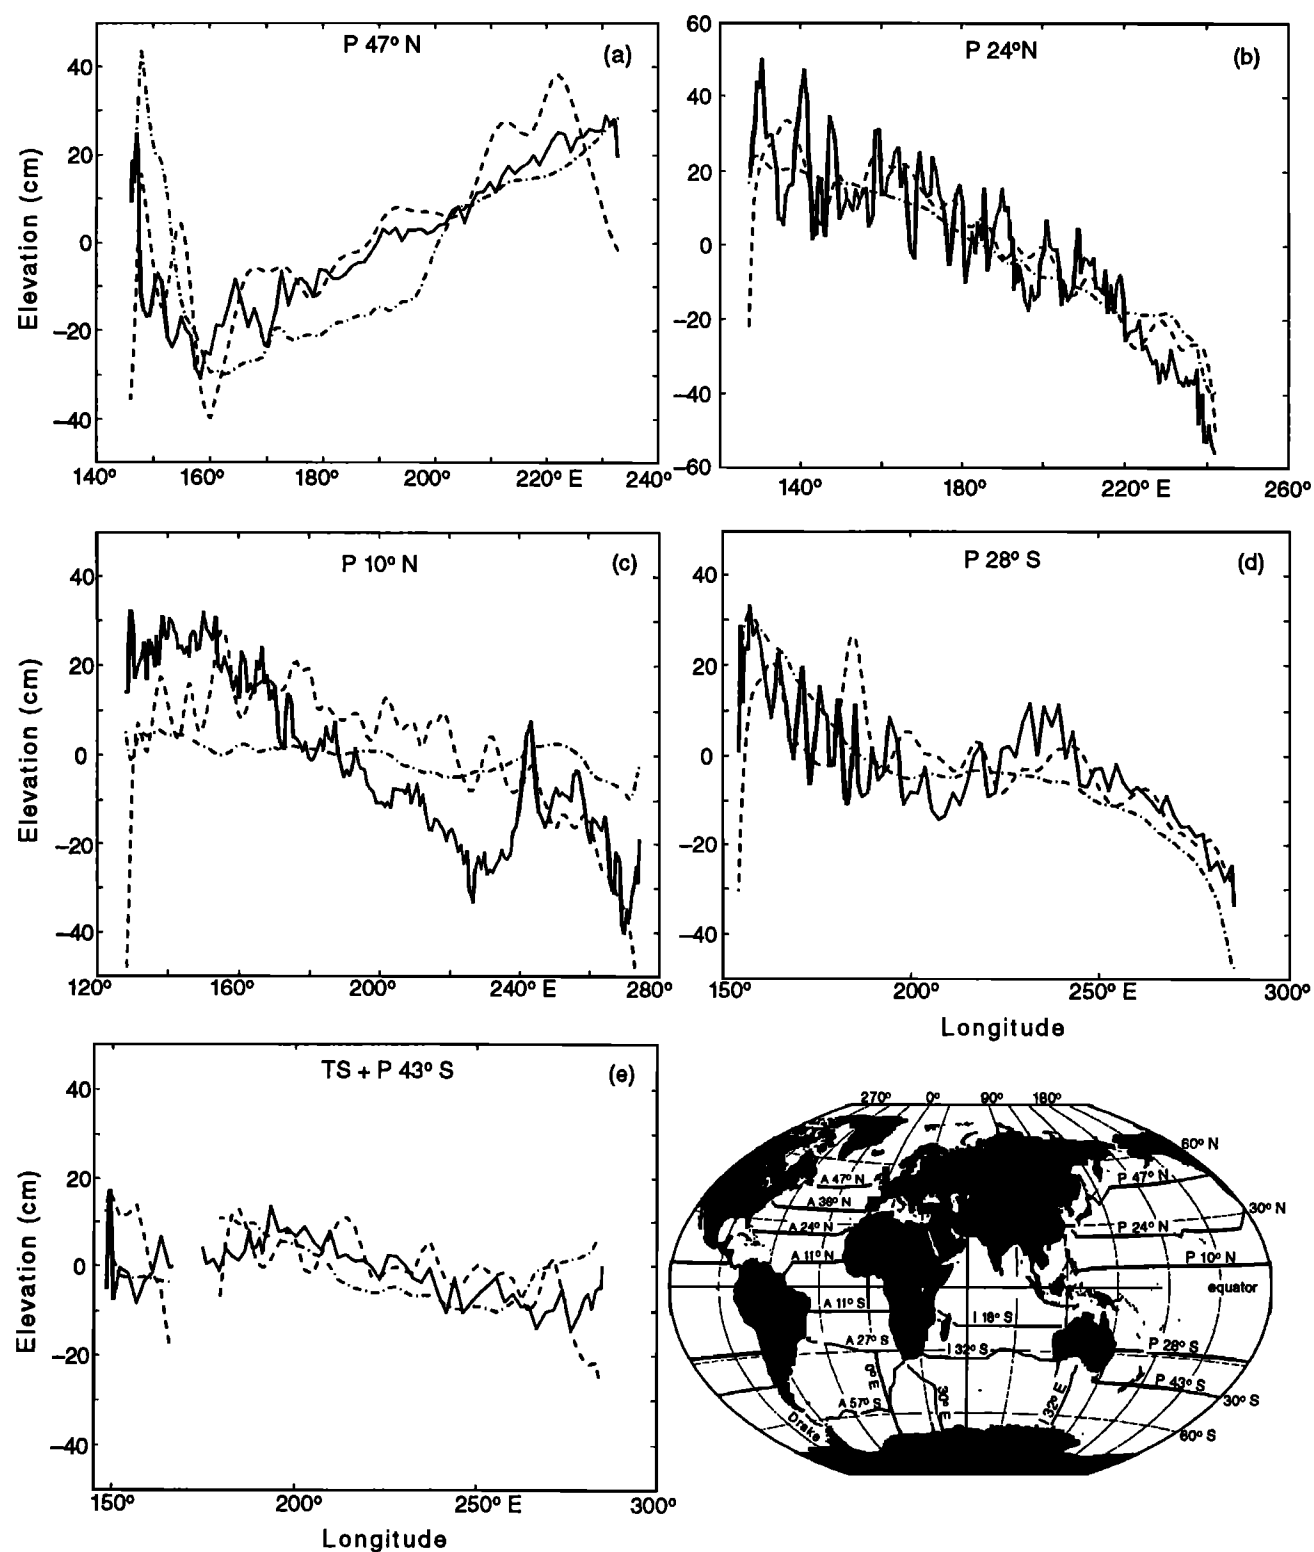 P 47° N
(a)
40
20
0
−20
−40
Elevation (cm)
140° 160° 180° 200° 220° E 240°
P 24°N
(b)
60
40
20
0
−20
−40
−60
140° 180° 220° E 260°
P 10° N
(c)
40
20
0
−20
−40
Elevation (cm)
120° 160° 200° 240° E 280°
P 28° S
(d)
40
20
0
−20
−40
150° 200° 250° E 300°
Longitude
TS + P 43° S
(e)
40
20
0
−20
−40
Elevation (cm)
150° 200° 250° E 300°
Longitude
270° 0° 90° 180°
60° N
A 47° N
P 47° N
A 36° N
30° N
A 24° N
P 24° N
A 11° N
P 10° N
equator
A 11° S
I 18° S
A 27° S
I 32° S
P 28° S
0° E
30° E
I 32° E
P 43° S
30° S
A 57° S
Drake
60° S